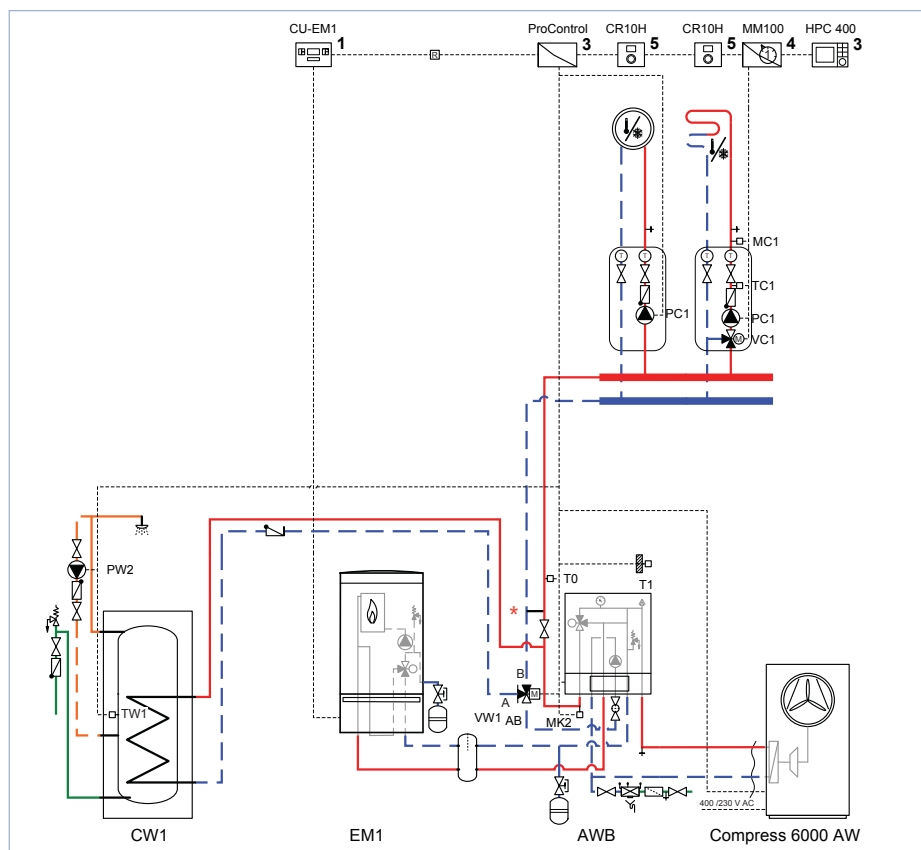 CU-EM1
1
R
ProControl
3
CR10H
5
CR10H
5
MM100
4
1
HPC 400
3
MC1
T
T
T
T
TC1
PC1
PC1
M
VC1
PW2
T0
T1
*
B
M
A
AB
VW1
MK2
TW1
400 /230 V AC
CW1
EM1
AWB
Compress 6000 AW